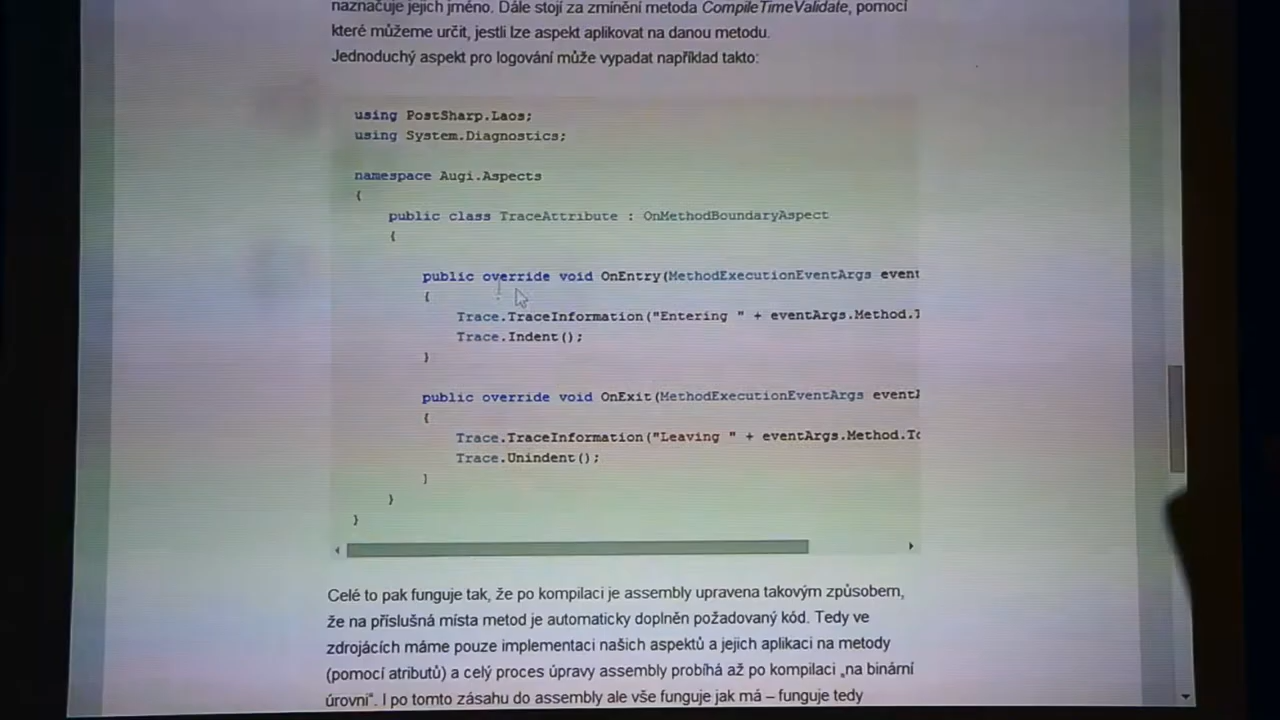 naznačuje jejich jméno. Dále stojí za zmínění metoda CompileTimeValidate, pomocí
které můžeme určit, jestli lze aspekt aplikovat na danou metodu.
Jednoduchý aspekt pro logování může vypadat například takto:
using PostSharp.Laos;
using System.Diagnostics;
namespace Augi.Aspects
{
public class TraceAttribute : OnMethodBoundaryAspect
{
public override void OnEntry(MethodExecutionEventArgs event
{
Trace.TraceInformation("Entering " + eventArgs.Method.
Trace.Indent();
}
public override void OnExit(MethodExecutionEventArgs event
{
Trace.TraceInformation("Leaving " + eventArgs.Method.To
Trace.Unindent();
}
}
}
Celé to pak funguje tak, že po kompilaci je assembly upravena takovým způsobem,
že na příslušná místa metod je automaticky doplněn požadovaný kód. Tedy ve
zdrojácích máme pouze implementaci našich aspektů a jejich aplikaci na metody
(pomocí atributů) a celý proces úpravy assembly probíhá až po kompilaci „na binární
úrovni“. I po tomto zásahu do assembly ale vše funguje jak má – funguje tedy